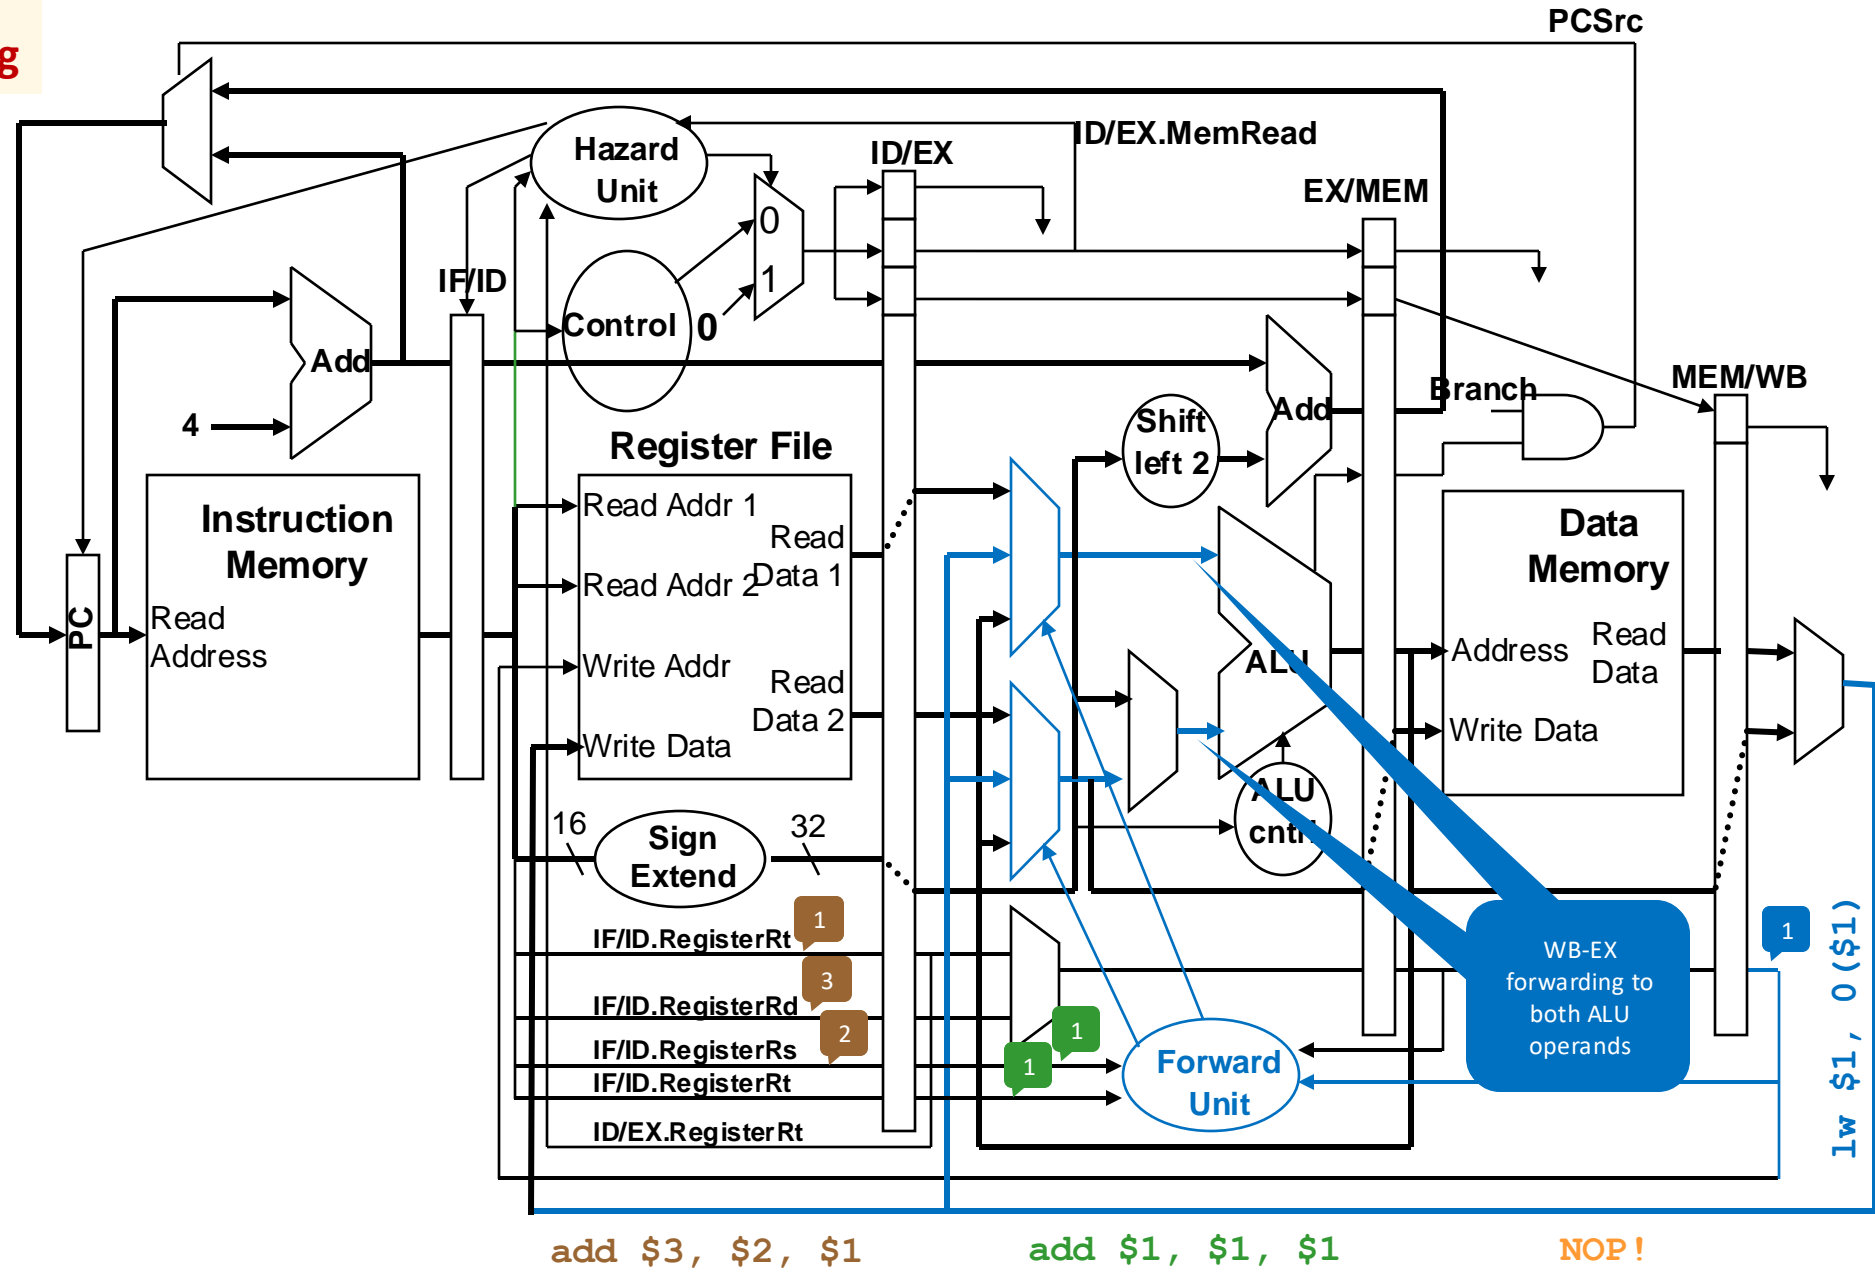 g
PCSrc
Hazard
Unit
ID/EX.MemRead
ID/EX
EX/MEM
0
1
IF/ID
Control
0
Add
4
Branch
MEM/WB
Shift
left 2
Add
Register File
Instruction
Memory
Read Addr 1
Read
Data 1
Read Addr 2
Data
Memory
PC
Read
Address
Write Addr
Read
Data 2
Write Data
ALU
Address
Read
Data
Write Data
ALU
cntrl
16
Sign
Extend
32
1
IF/ID.RegisterRt
3
IF/ID.RegisterRd
2
IF/ID.RegisterRs
IF/ID.RegisterRt
ID/EX.RegisterRt
1
1
Forward
Unit
WB-EX
forwarding to
both ALU
operands
1
lw $1, 0($1)
add $3, $2, $1
add $1, $1, $1
NOP!